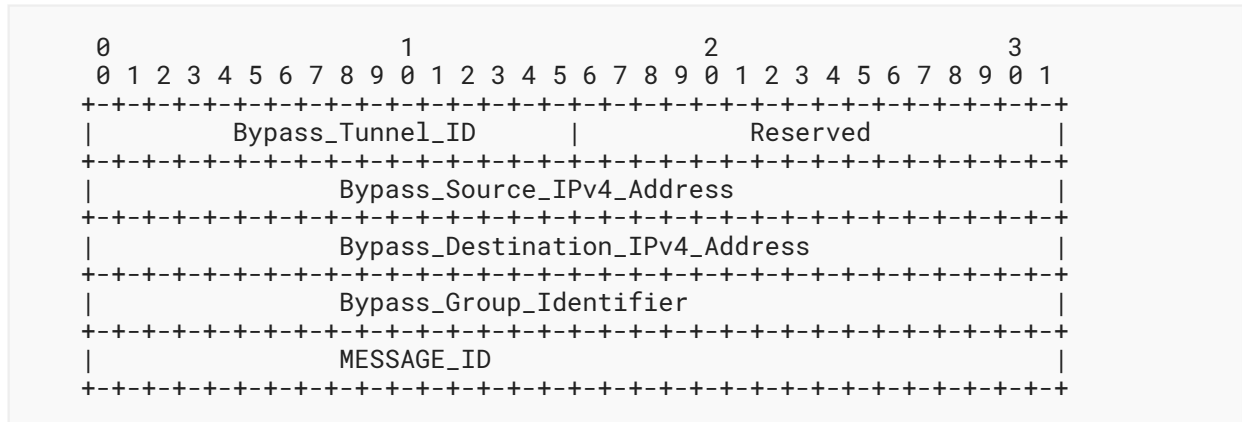 0                   1                   2                   3
 0 1 2 3 4 5 6 7 8 9 0 1 2 3 4 5 6 7 8 9 0 1 2 3 4 5 6 7 8 9 0 1
+-+-+-+-+-+-+-+-+-+-+-+-+-+-+-+-+-+-+-+-+-+-+-+-+-+-+-+-+-+-+-+-+
|         Bypass_Tunnel_ID      |           Reserved            |
+-+-+-+-+-+-+-+-+-+-+-+-+-+-+-+-+-+-+-+-+-+-+-+-+-+-+-+-+-+-+-+-+
|                Bypass_Source_IPv4_Address                     |
+-+-+-+-+-+-+-+-+-+-+-+-+-+-+-+-+-+-+-+-+-+-+-+-+-+-+-+-+-+-+-+-+
|                Bypass_Destination_IPv4_Address                |
+-+-+-+-+-+-+-+-+-+-+-+-+-+-+-+-+-+-+-+-+-+-+-+-+-+-+-+-+-+-+-+-+
|                Bypass_Group_Identifier                        |
+-+-+-+-+-+-+-+-+-+-+-+-+-+-+-+-+-+-+-+-+-+-+-+-+-+-+-+-+-+-+-+-+
|                MESSAGE_ID                                     |
+-+-+-+-+-+-+-+-+-+-+-+-+-+-+-+-+-+-+-+-+-+-+-+-+-+-+-+-+-+-+-+-+